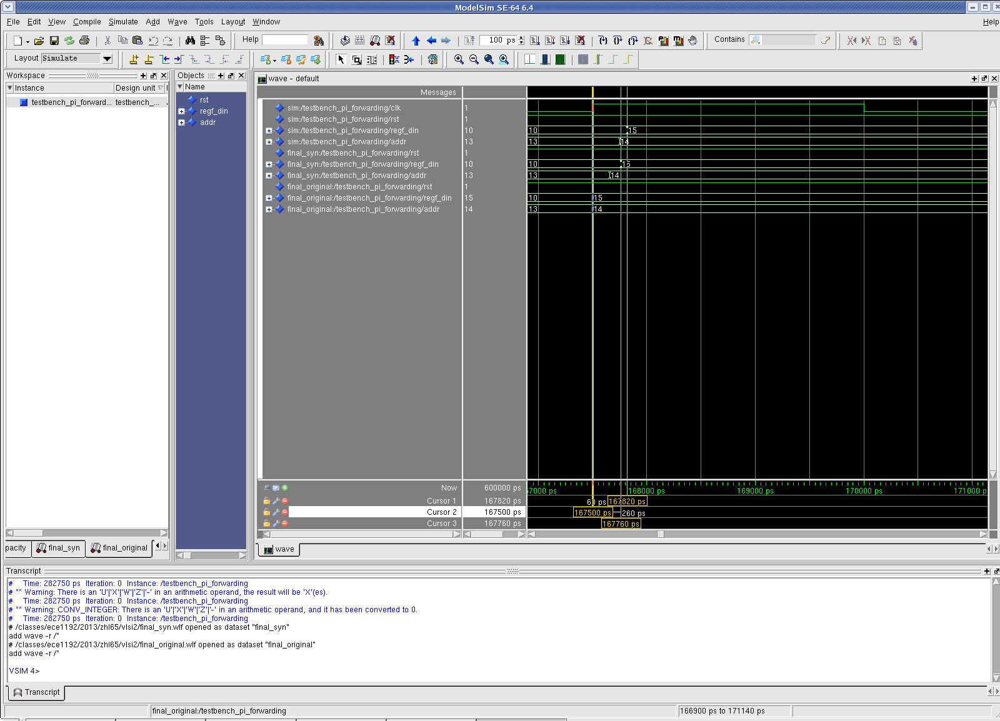 ModelSim SE-64 6.4
File Edit View Compile Simulate Add Wave Tools Layout Window Help
Help 100 ps Contains
Layout Simulate
Workspace
Instance Design unit
testbench_pi_forward... testbench_...
pacity final_syn final_original
Objects
Name
rst
regf_din
addr
wave - default
Messages
sim:/testbench_pi_forwarding/clk 1
sim:/testbench_pi_forwarding/rst 1
sim:/testbench_pi_forwarding/regf_din 10 10 15
sim:/testbench_pi_forwarding/addr 13 13 14
final_syn:/testbench_pi_forwarding/rst 1
final_syn:/testbench_pi_forwarding/regf_din 10 10 15
final_syn:/testbench_pi_forwarding/addr 13 13 14
final_original:/testbench_pi_forwarding/rst 1
final_original:/testbench_pi_forwarding/regf_din 15 10 15
final_original:/testbench_pi_forwarding/addr 14 13 14
Now 600000 ps 67000 ps 168000 ps 169000 ps 170000 ps 171000 p
Cursor 1 167820 ps 60 ps 167820 ps
Cursor 2 167500 ps 167500 ps 260 ps
Cursor 3 167760 ps 167760 ps
wave
Transcript
# Time: 282750 ps Iteration: 0 Instance: /testbench_pi_forwarding
# ** Warning: There is an 'U'|'X'|'W'|'Z'|'-' in an arithmetic operand, the result will be 'X'(es).
# Time: 282750 ps Iteration: 0 Instance: /testbench_pi_forwarding
# ** Warning: CONV_INTEGER: There is an 'U'|'X'|'W'|'Z'|'-' in an arithmetic operand, and it has been converted to 0.
# Time: 282750 ps Iteration: 0 Instance: /testbench_pi_forwarding
# /classes/ece1192/2013/zhl65/vlsi2/final_syn.wlf opened as dataset "final_syn"
add wave -r /*
# /classes/ece1192/2013/zhl65/vlsi2/final_original.wlf opened as dataset "final_original"
add wave -r /*
VSIM 4>
Transcript
final_original:/testbench_pi_forwarding 166900 ps to 171140 ps